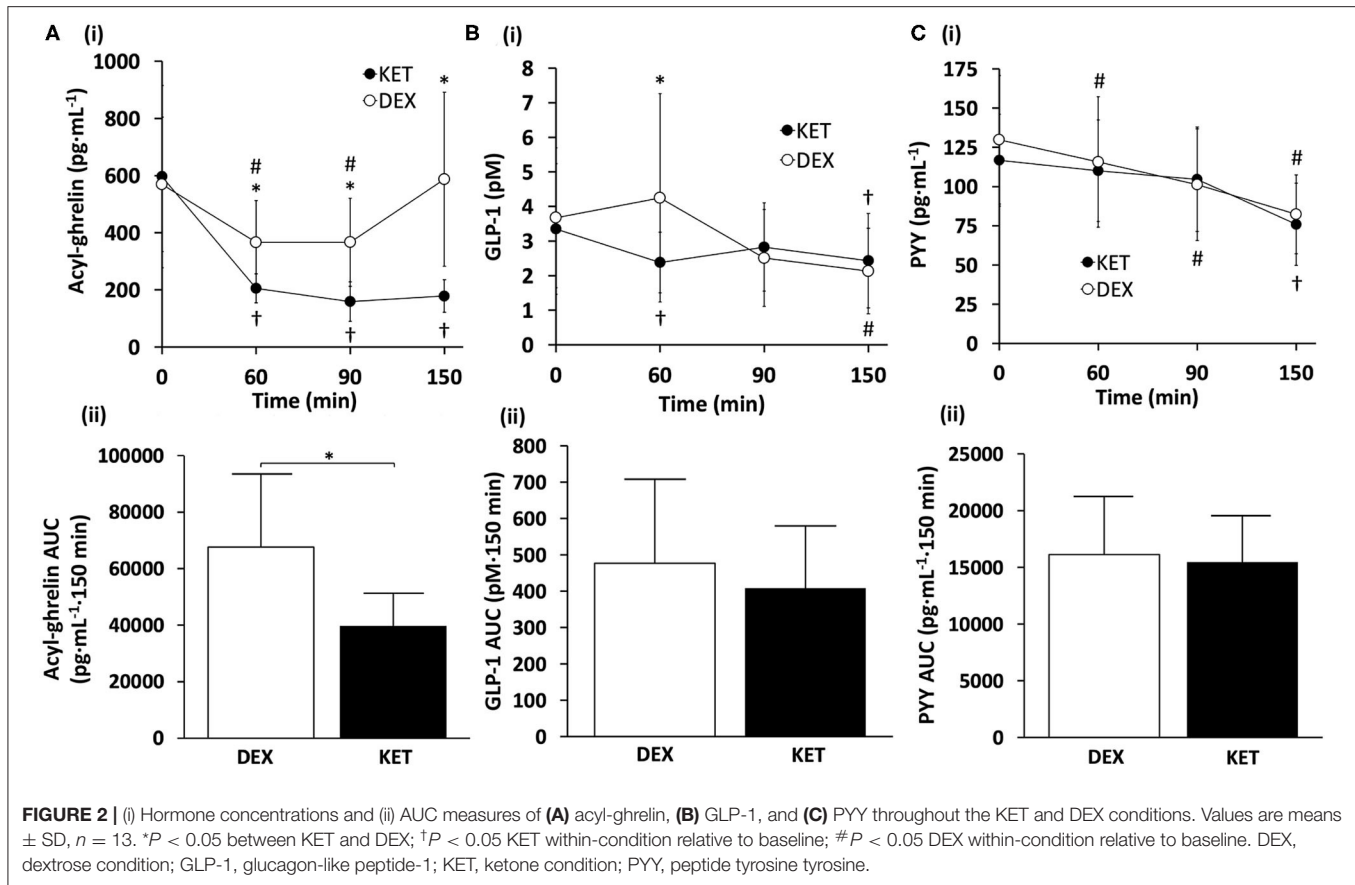 A (i)
1000
800
600
400
200
0
Acyl-ghrelin (pg·mL⁻¹)
KET
DEX
*
#
*
#
*
†
†
†
0 60 90 150
Time (min)
B (i)
8
7
6
5
4
3
2
1
0
GLP-1 (pM)
*
KET
DEX
†
†
#
0 60 90 150
Time (min)
C (i)
175
150
125
100
75
50
25
0
PYY (pg·mL⁻¹)
#
#
#
†
KET
DEX
0 60 90 150
Time (min)
(ii)
100000
80000
60000
40000
20000
0
Acyl-ghrelin AUC
(pg·mL⁻¹·150 min)
*
DEX KET
(ii)
800
700
600
500
400
300
200
100
0
GLP-1 AUC (pM·150 min)
DEX KET
(ii)
25000
20000
15000
10000
5000
0
PYY AUC (pg·mL⁻¹·150 min)
DEX KET
FIGURE 2 | (i) Hormone concentrations and (ii) AUC measures of (A) acyl-ghrelin, (B) GLP-1, and (C) PYY throughout the KET and DEX conditions. Values are means
± SD, n = 13. *P < 0.05 between KET and DEX; †P < 0.05 KET within-condition relative to baseline; #P < 0.05 DEX within-condition relative to baseline. DEX,
dextrose condition; GLP-1, glucagon-like peptide-1; KET, ketone condition; PYY, peptide tyrosine tyrosine.